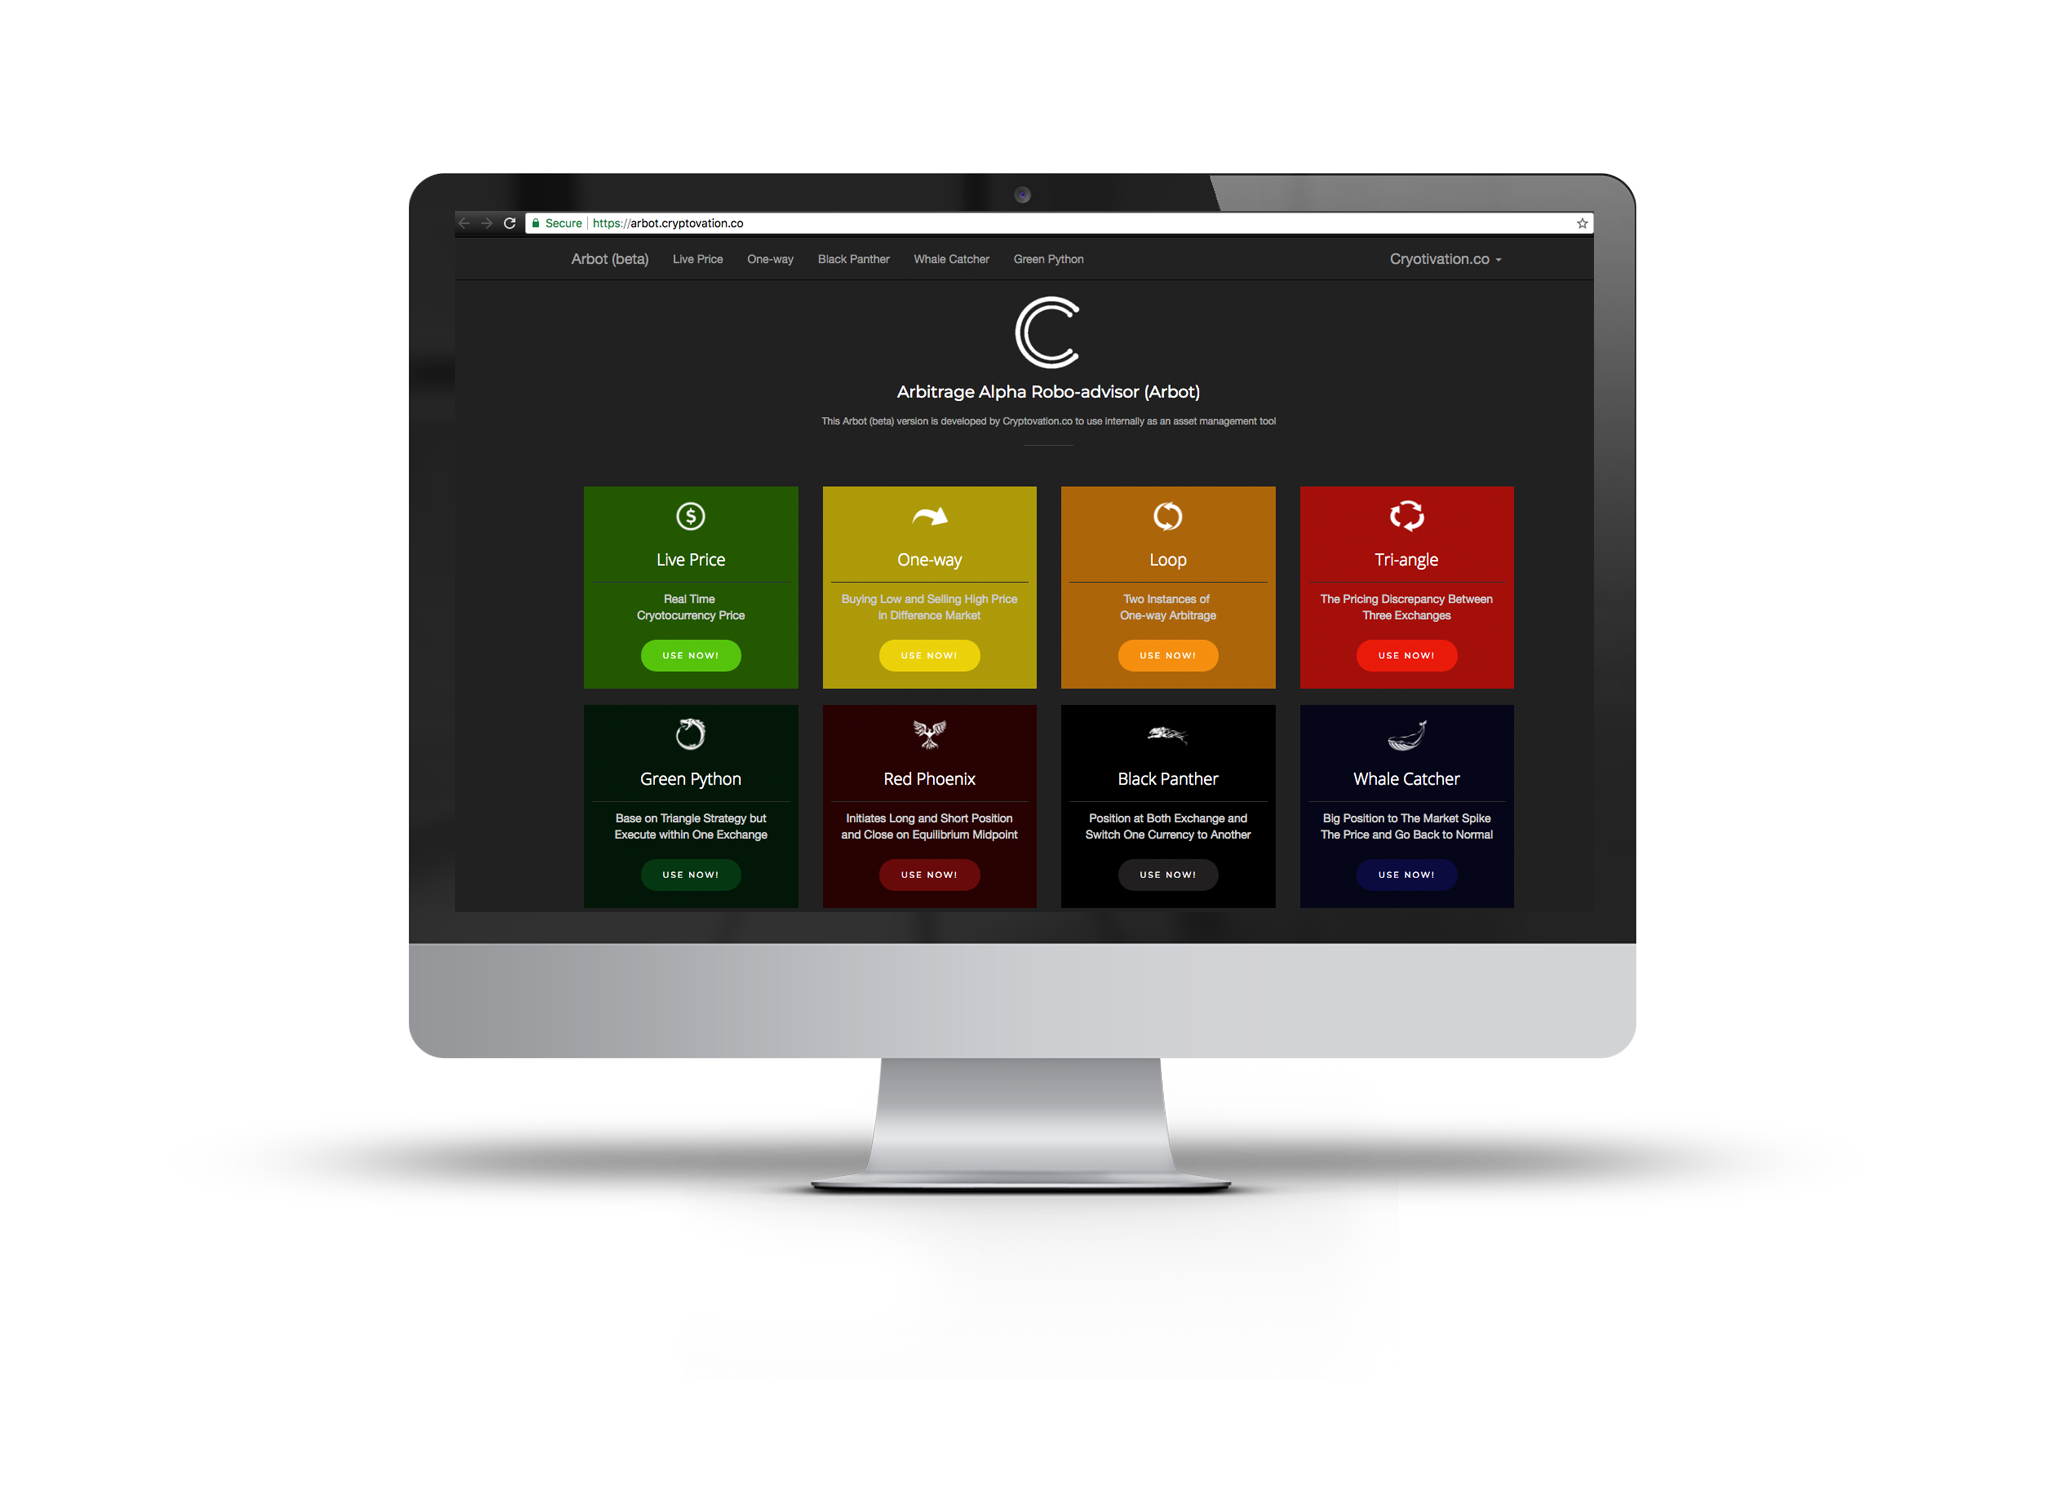 Secure https://arbot.cryptovation.co
Arbot (beta) Live Price One-way Black Panther Whale Catcher Green Python Cryotivation.co
Arbitrage Alpha Robo-advisor (Arbot)
This Arbot (beta) version is developed by Cryptovation.co to use internally as an asset management tool
Live Price
Real Time
Cryotocurrency Price
USE NOW!
One-way
Buying Low and Selling High Price
in Difference Market
USE NOW!
Loop
Two Instances of
One-way Arbitrage
USE NOW!
Tri-angle
The Pricing Discrepancy Between
Three Exchanges
USE NOW!
Green Python
Base on Triangle Strategy but
Execute within One Exchange
USE NOW!
Red Phoenix
Initiates Long and Short Position
and Close on Equilibrium Midpoint
USE NOW!
Black Panther
Position at Both Exchange and
Switch One Currency to Another
USE NOW!
Whale Catcher
Big Position to The Market Spike
The Price and Go Back to Normal
USE NOW!